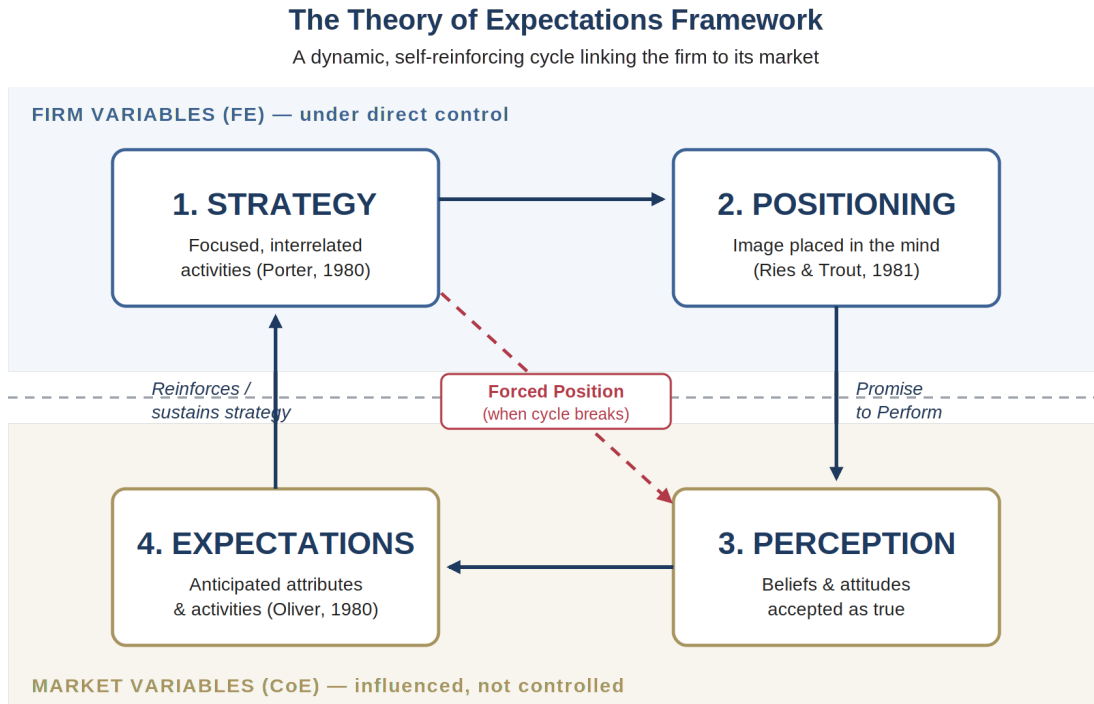 The Theory of Expectations Framework
A dynamic, self-reinforcing cycle linking the firm to its market
FIRM VARIABLES (FE) — under direct control
1. STRATEGY
Focused, interrelated
activities (Porter, 1980)
2. POSITIONING
Image placed in the mind
(Ries & Trout, 1981)
Reinforces /
sustains strategy
Forced Position
(when cycle breaks)
Promise
to Perform
4. EXPECTATIONS
Anticipated attributes
& activities (Oliver, 1980)
3. PERCEPTION
Beliefs & attitudes
accepted as true
MARKET VARIABLES (CoE) — influenced, not controlled